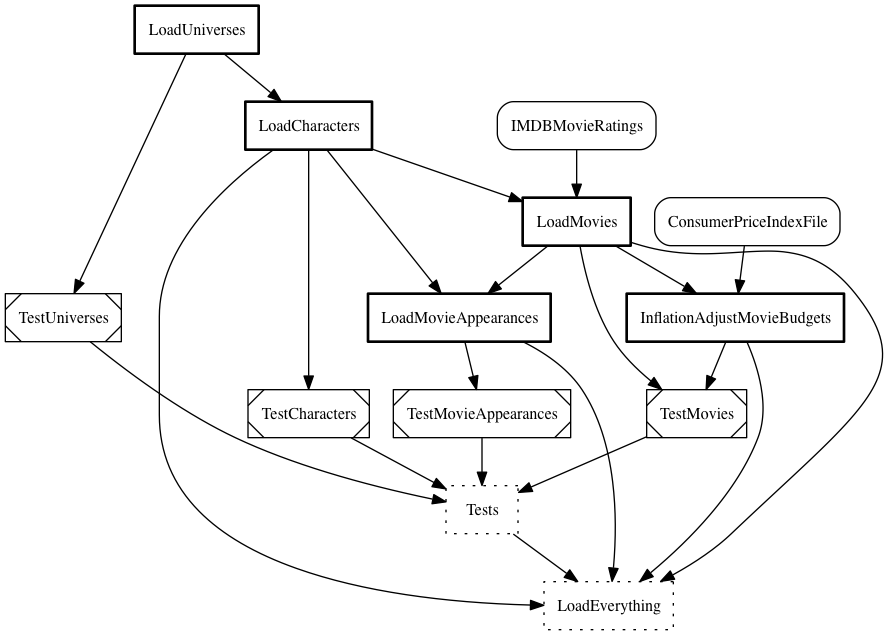 LoadUniverses
LoadCharacters
IMDBMovieRatings
LoadMovies
ConsumerPriceIndexFile
TestUniverses
LoadMovieAppearances
InflationAdjustMovieBudgets
TestCharacters
TestMovieAppearances
TestMovies
Tests
LoadEverything